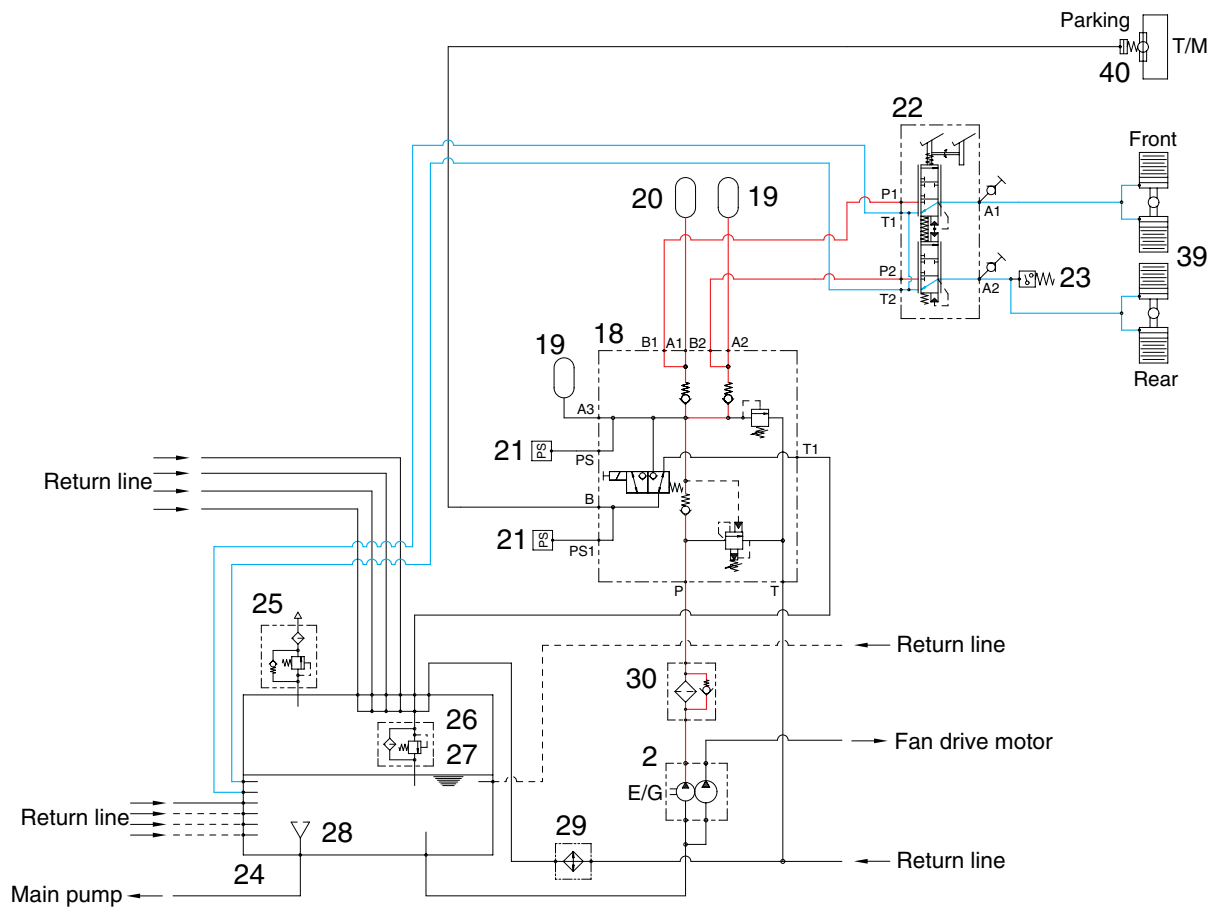 Parking
T/M
40
22
Front
20
19
P1
T1
A1
39
P2
T2
A2
23
Rear
18
B1
A1
B2
A2
19
A3
21
PS
PS
T1
Return line
B
21
PS
PS1
P
T
25
Return line
30
26
27
2
Fan drive motor
E/G
Return line
28
29
24
Return line
Main pump